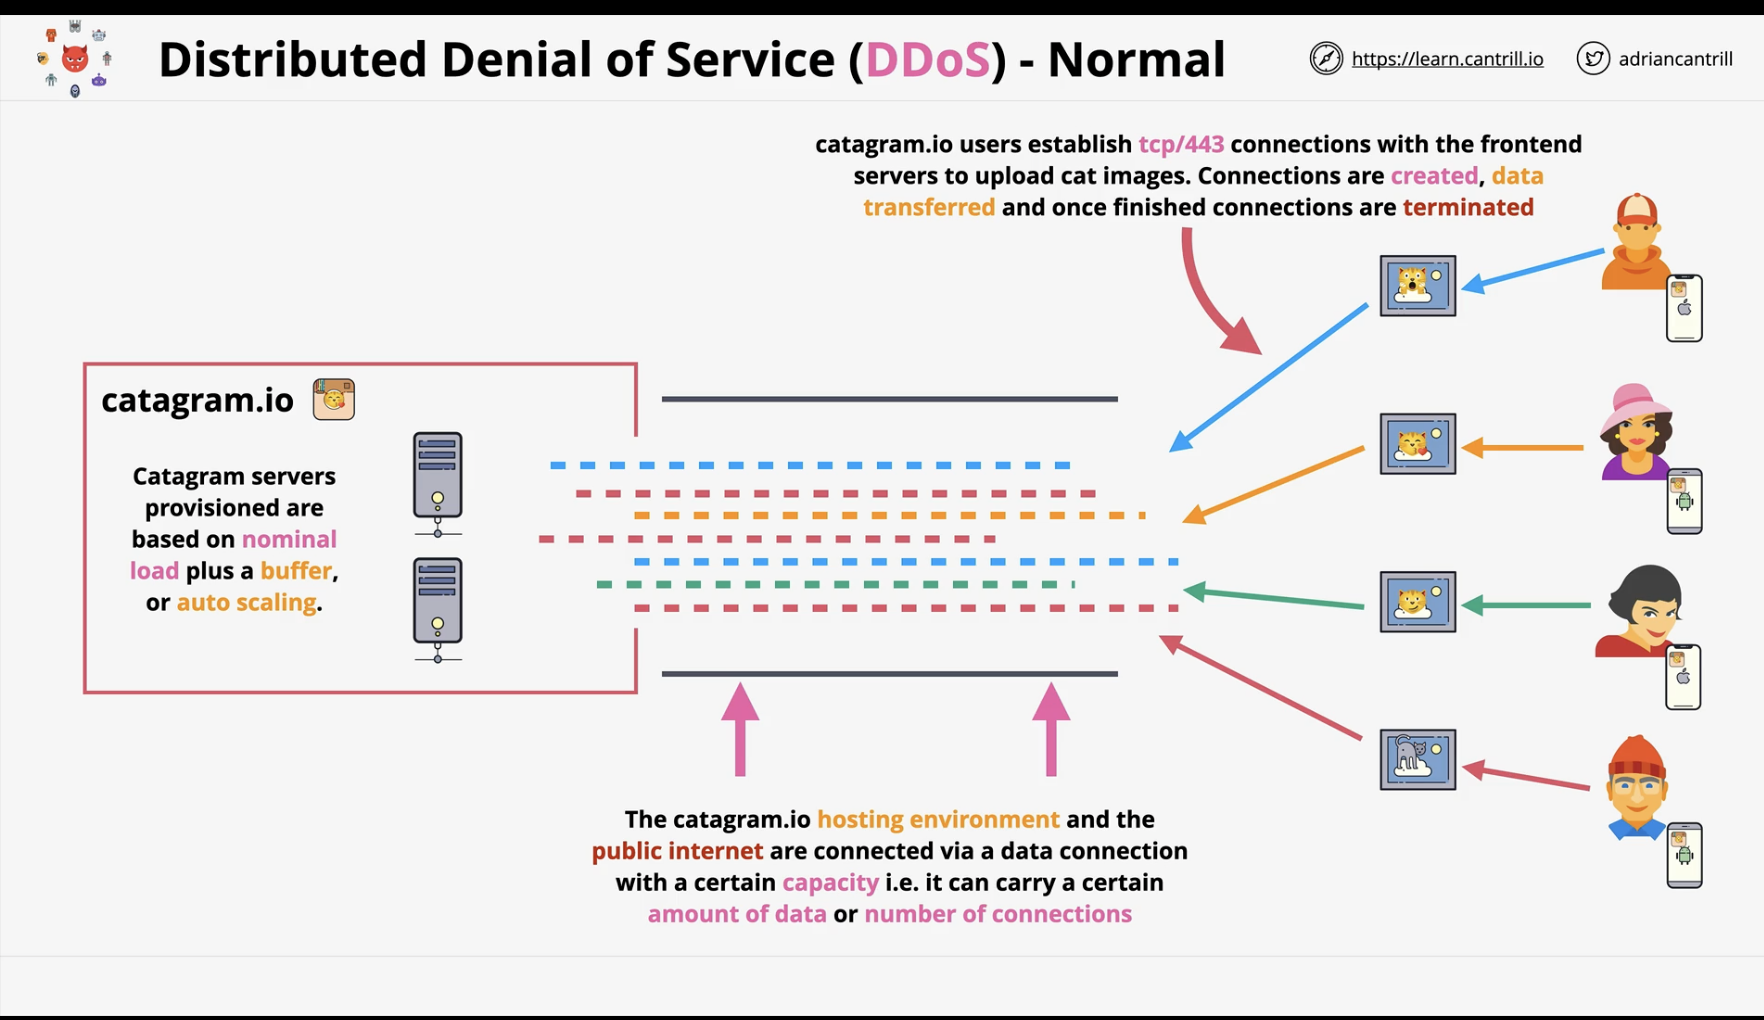 Distributed Denial of Service (DDoS) - Normal
https://learn.cantrill.io
adriancantrill
catagram.io users establish tcp/443 connections with the frontend
servers to upload cat images. Connections are created, data
transferred and once finished connections are terminated
catagram.io
Catagram servers
provisioned are
based on nominal
load plus a buffer,
or auto scaling.
The catagram.io hosting environment and the
public internet are connected via a data connection
with a certain capacity i.e. it can carry a certain
amount of data or number of connections